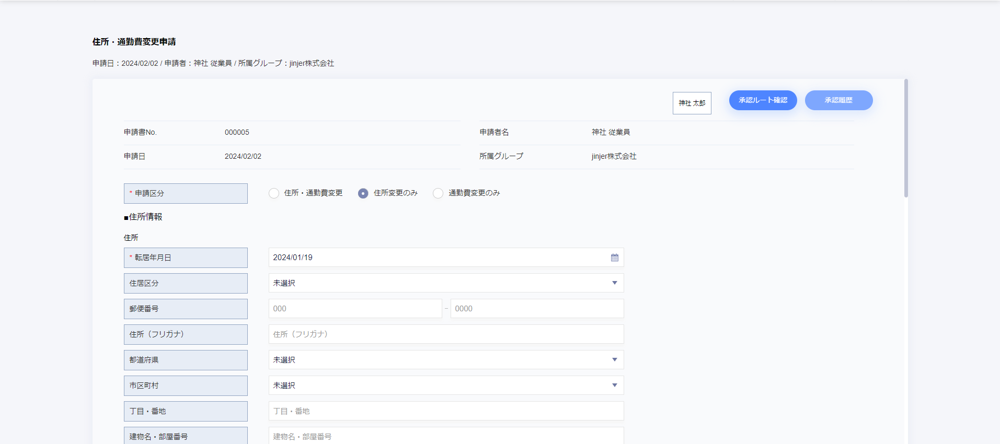 住所・通勤費変更申請
申請日：2024/02/02 / 申請者：神社 従業員 / 所属グループ：jinjer株式会社
神社 太郎
承認ルート確認
承認履歴
申請書No. 000005 申請者名 神社 従業員
申請日 2024/02/02 所属グループ jinjer株式会社
* 申請区分 住所・通勤費変更 住所変更のみ 通勤費変更のみ
■住所情報
住所
* 転居年月日 2024/01/19
住居区分 未選択
郵便番号 000 － 0000
住所（フリガナ） 住所（フリガナ）
都道府県 未選択
市区町村 未選択
丁目・番地 丁目・番地
建物名・部屋番号 建物名・部屋番号